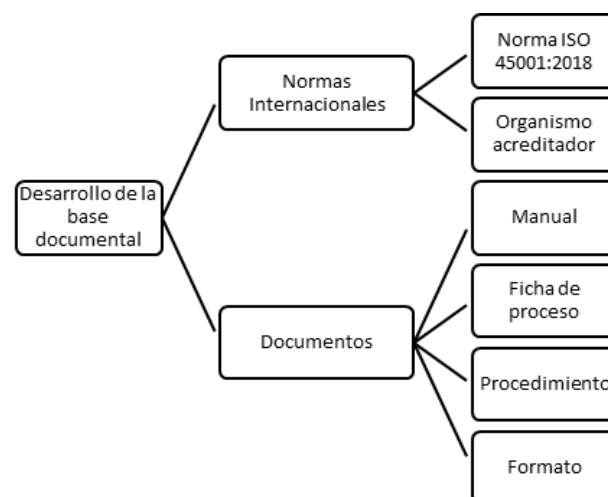 Desarrollo de la
base
documental
Normas
Internacionales
Norma ISO
45001:2018
Organismo
acreditador
Documentos
Manual
Ficha de
proceso
Procedimiento
Formato